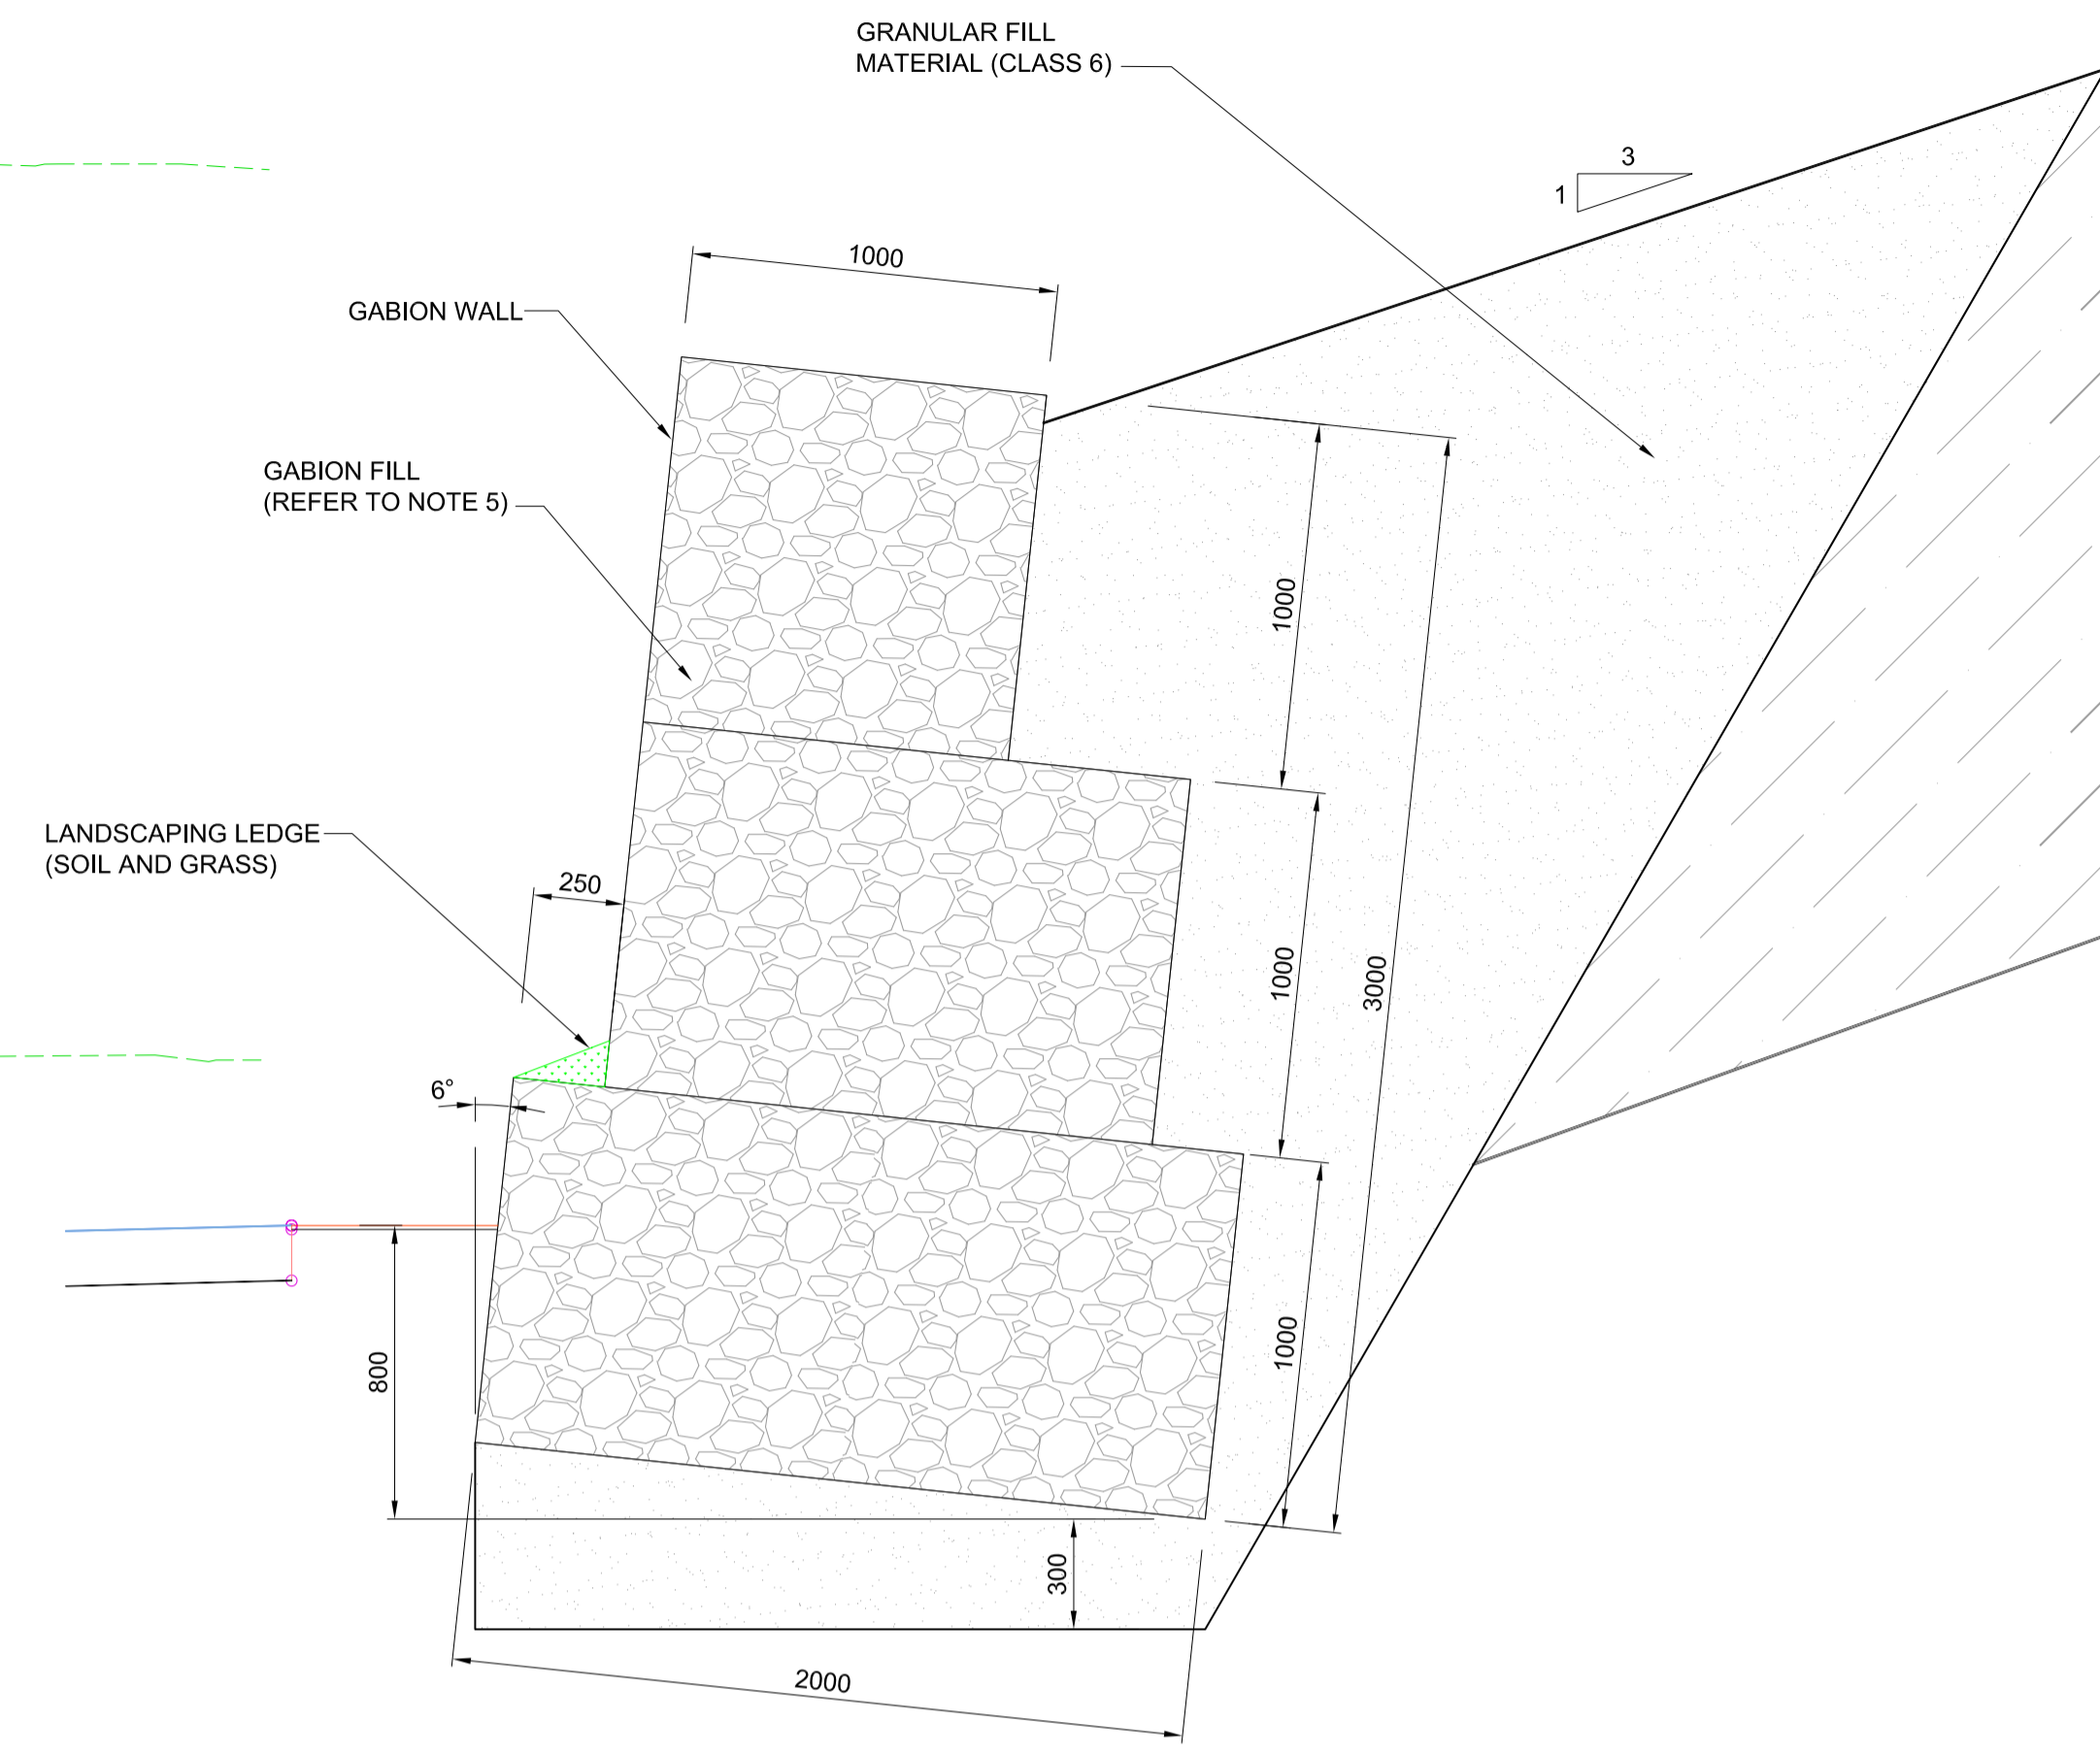 GRANULAR FILL
MATERIAL (CLASS 6)
3
1
1000
GABION WALL
GABION FILL
(REFER TO NOTE 5)
1000
LANDSCAPING LEDGE
(SOIL AND GRASS)
250
1000
3000
6°
800
1000
300
2000